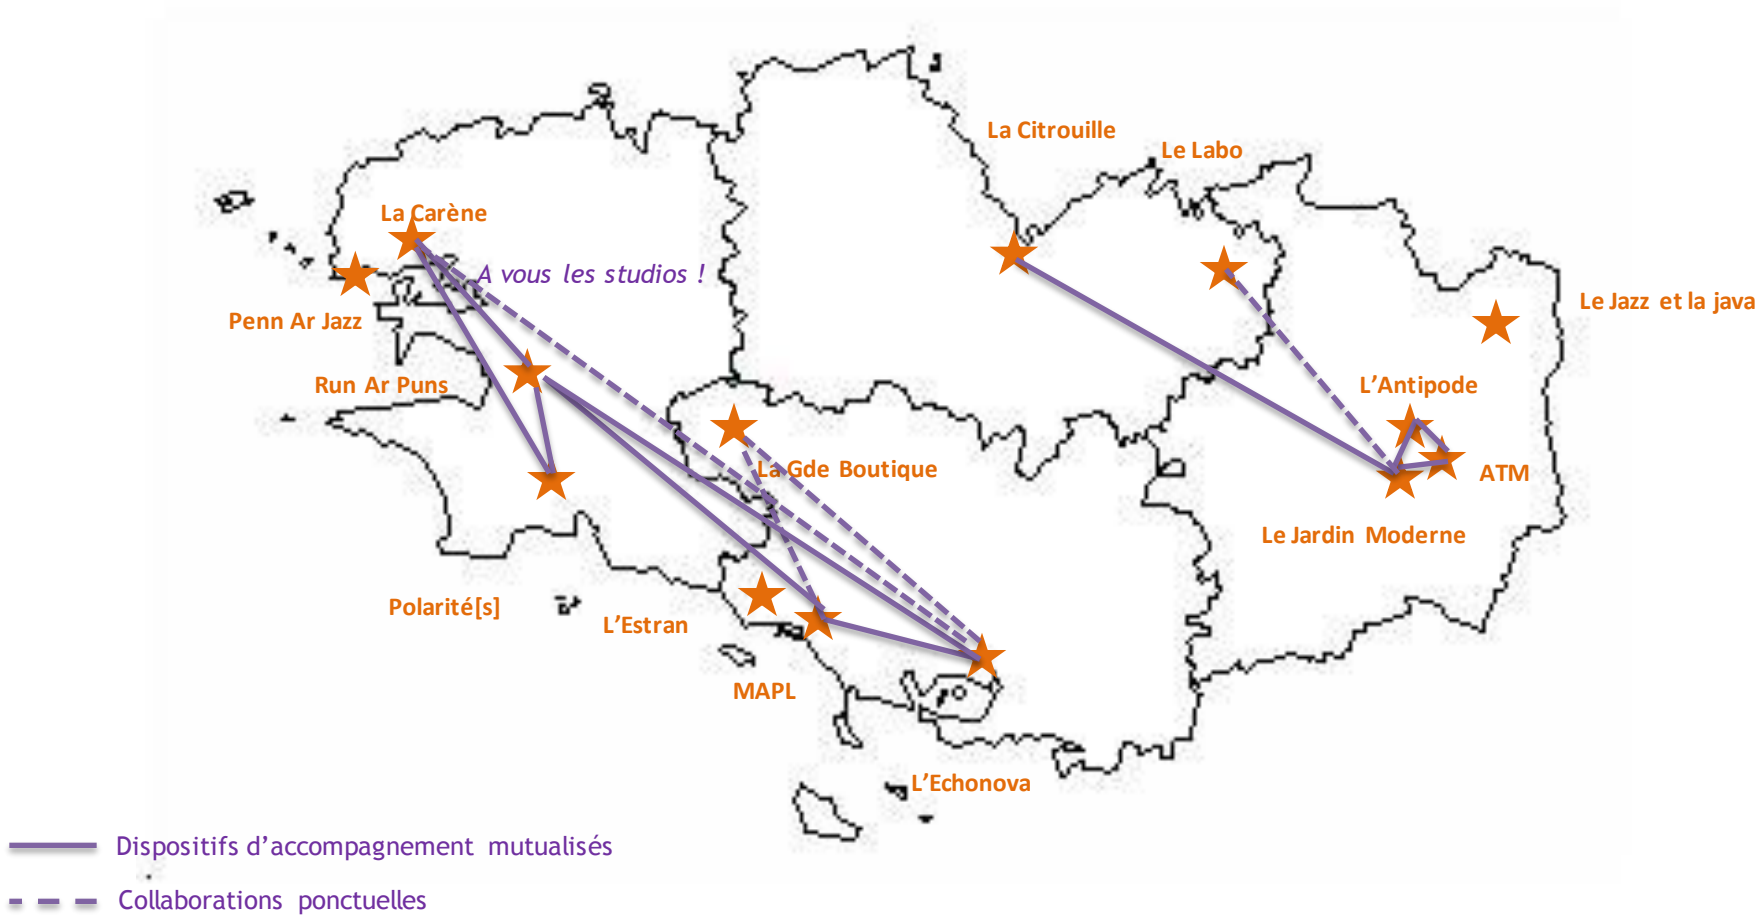 La Citrouille
Le Labo
La Carène
A vous les studios !
Le Jazz et la java
Penn Ar Jazz
Run Ar Puns
L’Antipode
La Gde Boutique
ATM
Le Jardin Moderne
Polarité[s]
L’Estran
MAPL
L’Echonova
Dispositifs d’accompagnement mutualisés
Collaborations ponctuelles